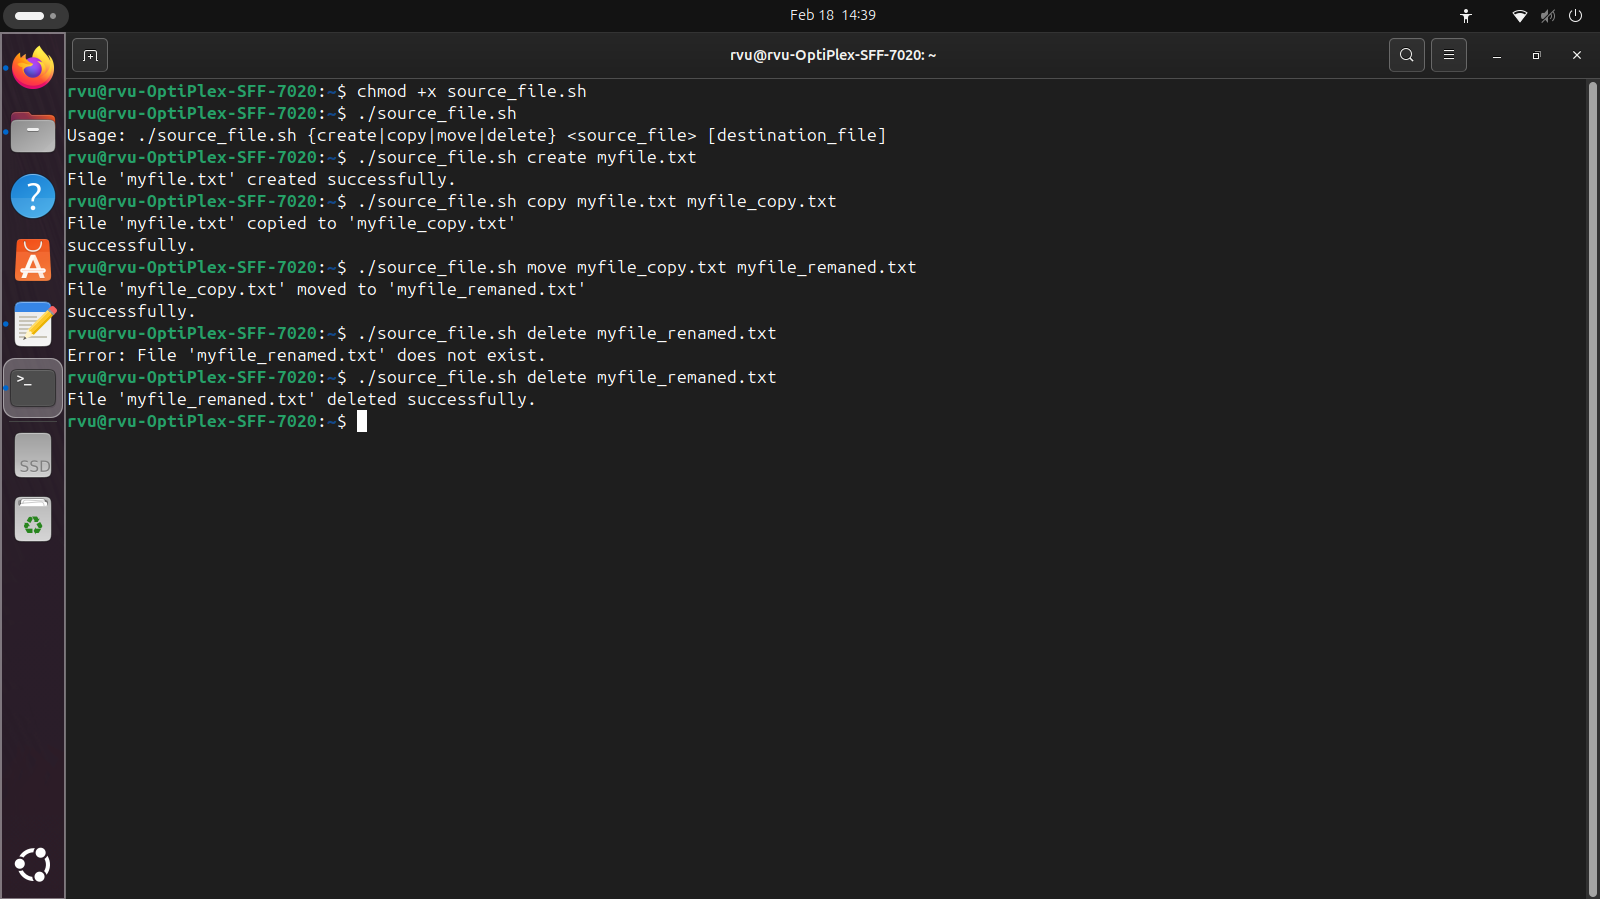 Feb 18 14:39
rvu@rvu-OptiPlex-SFF-7020: ~
rvu@rvu-OptiPlex-SFF-7020:~$ chmod +x source_file.sh
rvu@rvu-OptiPlex-SFF-7020:~$ ./source_file.sh
Usage: ./source_file.sh {create|copy|move|delete} <source_file> [destination_file]
rvu@rvu-OptiPlex-SFF-7020:~$ ./source_file.sh create myfile.txt
File 'myfile.txt' created successfully.
rvu@rvu-OptiPlex-SFF-7020:~$ ./source_file.sh copy myfile.txt myfile_copy.txt
File 'myfile.txt' copied to 'myfile_copy.txt'
successfully.
rvu@rvu-OptiPlex-SFF-7020:~$ ./source_file.sh move myfile_copy.txt myfile_remaned.txt
File 'myfile_copy.txt' moved to 'myfile_remaned.txt'
successfully.
rvu@rvu-OptiPlex-SFF-7020:~$ ./source_file.sh delete myfile_renamed.txt
Error: File 'myfile_renamed.txt' does not exist.
rvu@rvu-OptiPlex-SFF-7020:~$ ./source_file.sh delete myfile_remaned.txt
File 'myfile_remaned.txt' deleted successfully.
rvu@rvu-OptiPlex-SFF-7020:~$
SSD